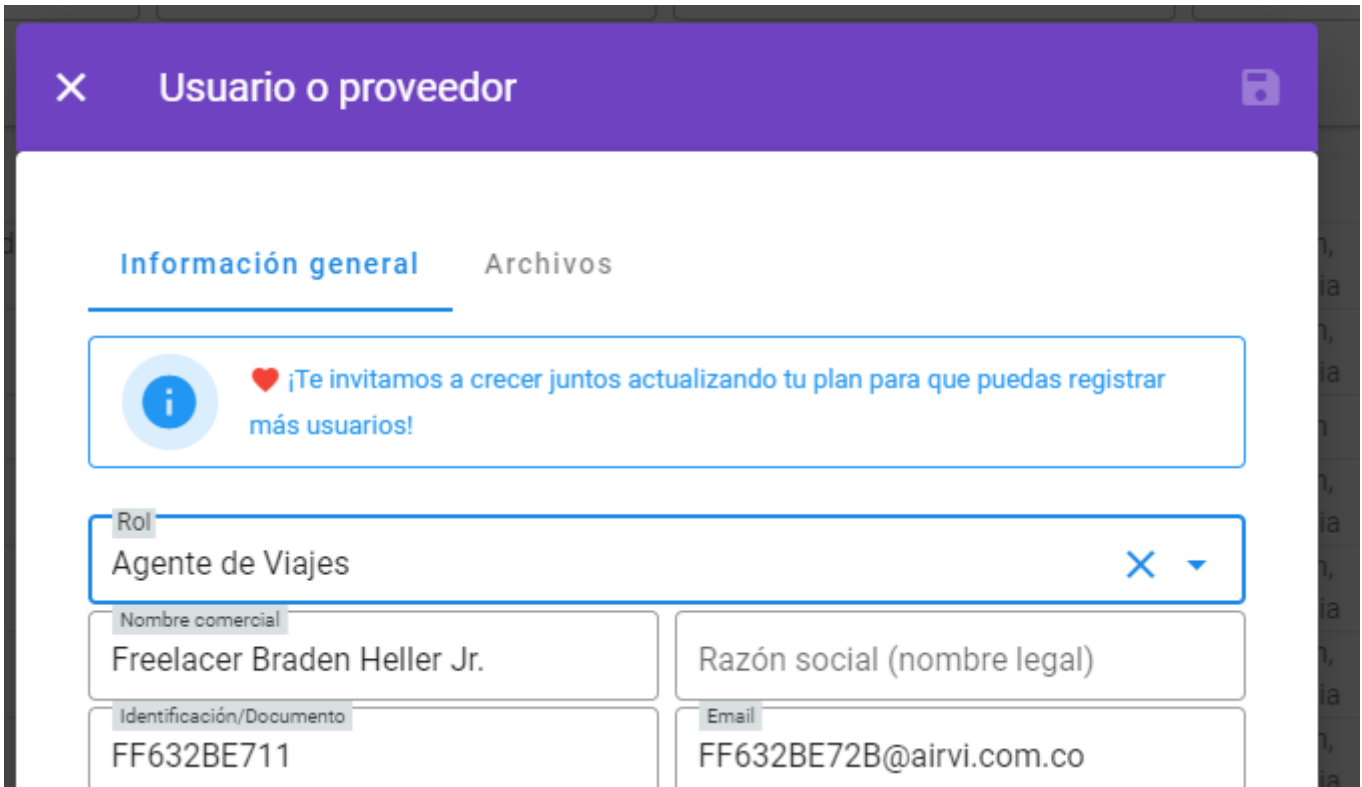 Usuario o proveedor
Información general
Archivos
¡Te invitamos a crecer juntos actualizando tu plan para que puedas registrar
más usuarios!
Rol
Agente de Viajes
Nombre comercial
Freelacer Braden Heller Jr.
Razón social (nombre legal)
Identificación/Documento
FF632BE711
Email
FF632BE72B@airvi.com.co